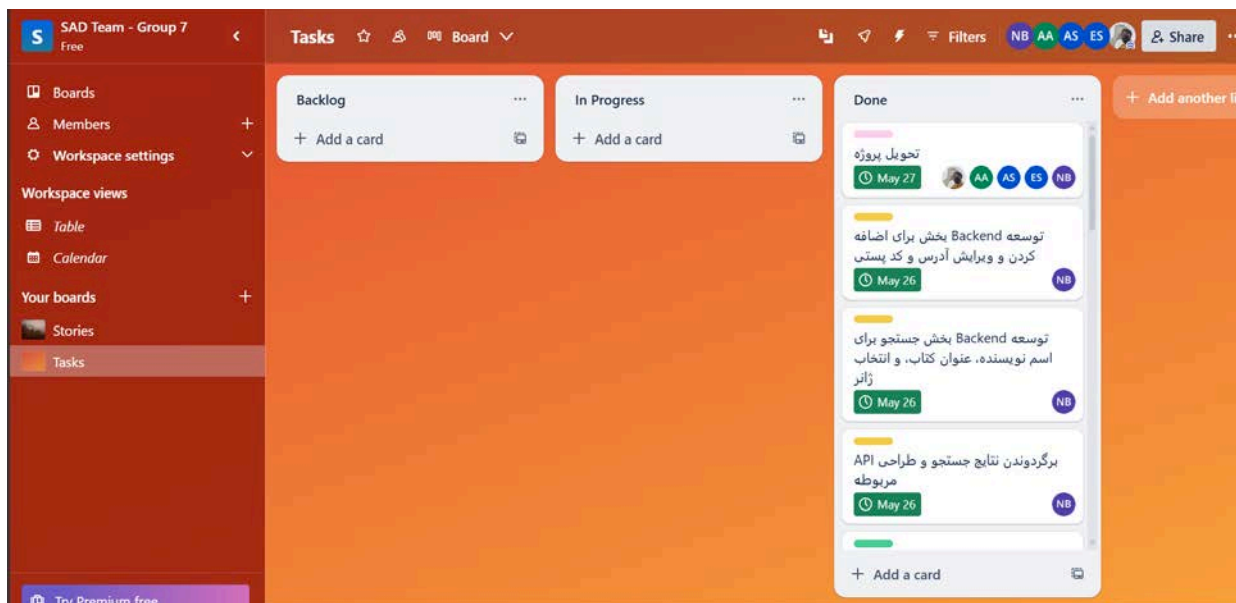 S
SAD Team - Group 7
Free
Boards
Members
Workspace settings
Workspace views
Table
Calendar
Your boards
Stories
Tasks
Try Premium free
Tasks
Board
Filters
NB AA AS ES
Share
Backlog
Add a card
In Progress
Add a card
Done
تحویل پروژه
May 27
AA AS ES NB
توسعه Backend بخش برای اضافه
کردن و ویرایش آدرس و کد پستی
May 26
NB
توسعه Backend بخش جستجو برای
اسم نویسنده، عنوان کتاب، و انتخاب
ژانر
May 26
NB
برگردوندن نتایج جستجو و طراحی API
مربوطه
May 26
NB
Add a card
Add another li